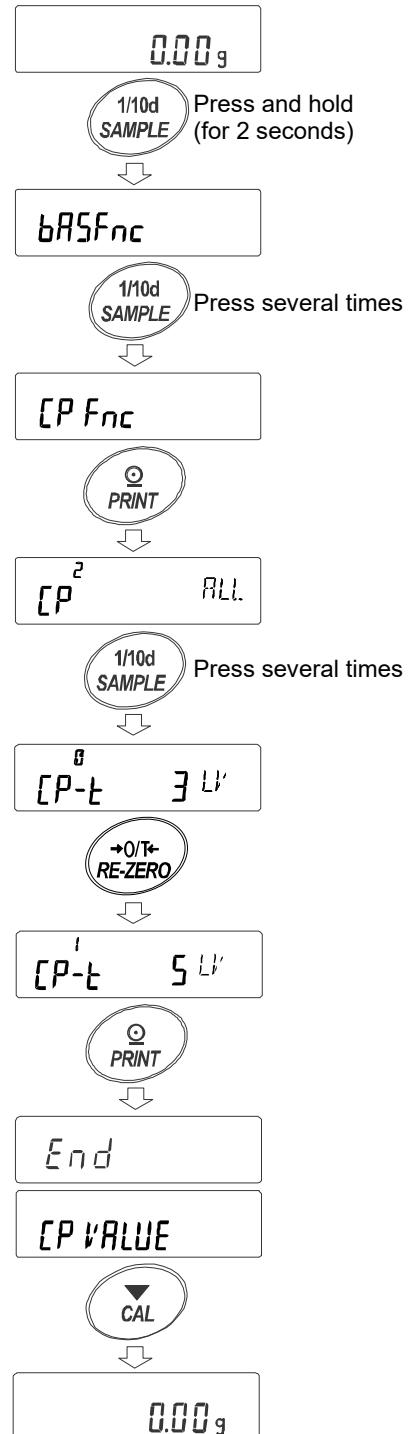 0.00 g
1/10d
SAMPLE
Press and hold
(for 2 seconds)
bASFnc
1/10d
SAMPLE
Press several times
CP Fnc
PRINT
2
CP ALL.
1/10d
SAMPLE
Press several times
0
CP-t 3 LV
→0/T←
RE-ZERO
1
CP-t 5 LV
PRINT
End
CP VALUE
CAL
0.00 g